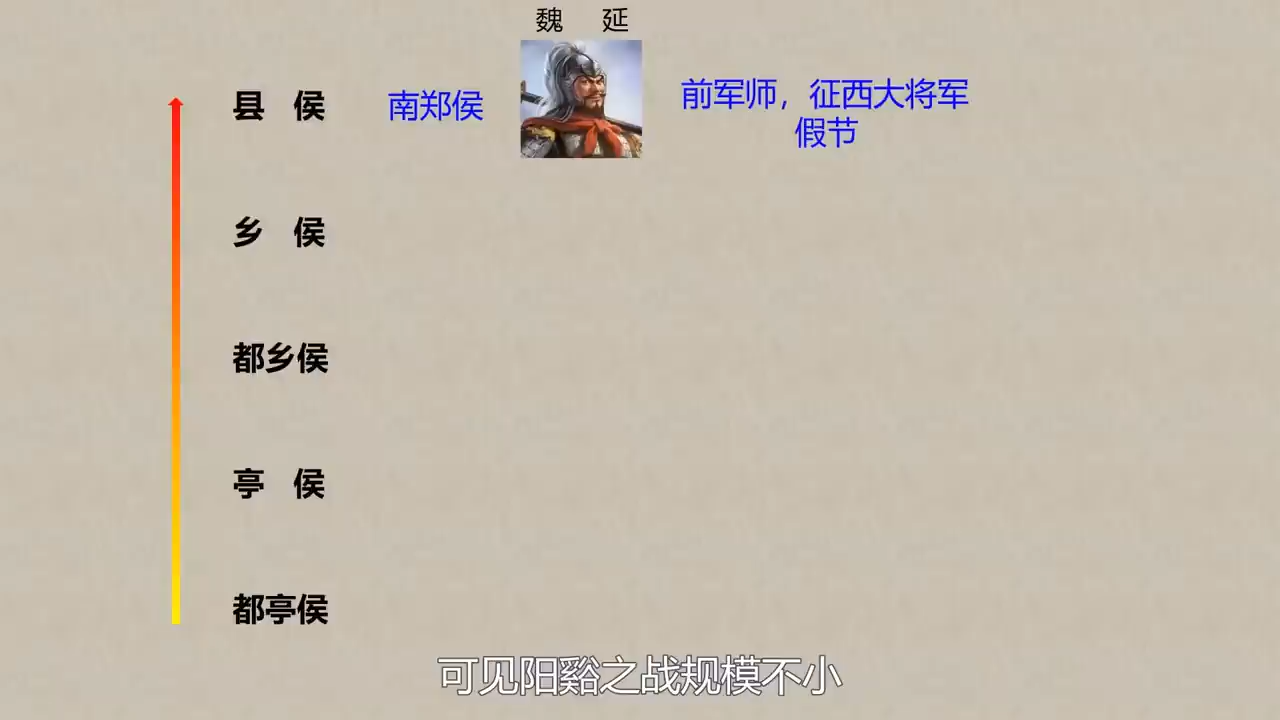 魏 延
县 侯 南郑侯 前军师，征西大将军
假节
乡 侯
都乡侯
亭 侯
都亭侯
可见阳谿之战规模不小